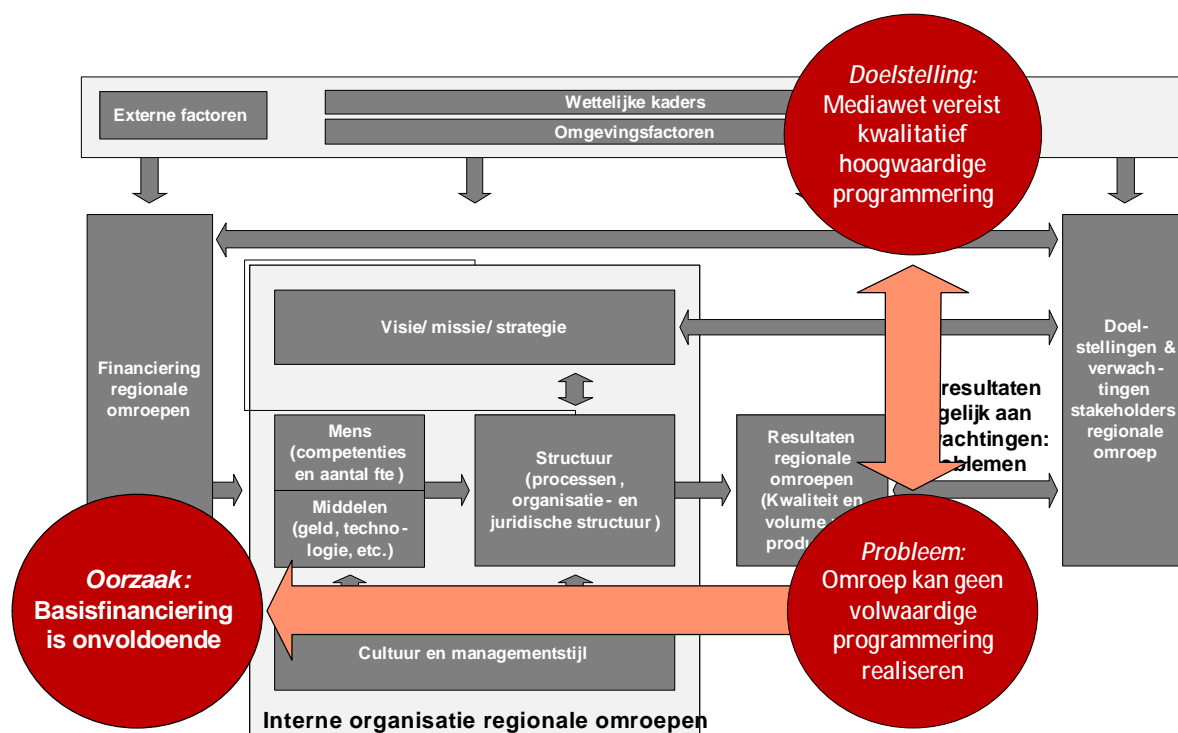 Doelstelling:
Mediawet vereist
kwalitatief
hoogwaardige
programmering
Externe factoren
Wettelijke kaders
Omgevingsfactoren
Financiering
regionale
omroepen
Visie/ missie/ strategie
Mens
(competenties
en aantal fte)
Middelen
(geld, techno-
logie, etc.)
Structuur
(processen ,
organisatie- en
juridische structuur )
Resultaten
regionale
omroepen
(Kwaliteit en
volume
resultaten
aan
Doel-
stellingen &
verwach-
tingen
stakeholders
regionale
omroep
Oorzaak:
Basisfinanciering
is onvoldoende
Probleem:
Omroep kan geen
volwaardige
programmering
realiseren
Cultuur en managementstijl
Interne organisatie regionale omroepen